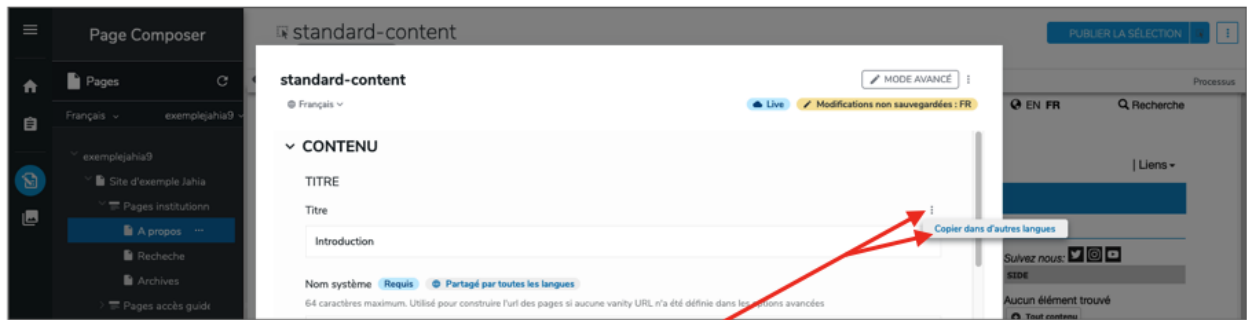 Page Composer
standard-content
PUBLIER LA SÉLECTION
Pages
standard-content
MODE AVANCÉ
Processus
Français
Live
Modifications non sauvegardées : FR
EN FR
Recherche
Français
exemplejahia9
CONTENU
exemplejahia9
Site d'exemple Jahia
TITRE
| Liens
Pages institutionn
Titre
A propos
Copier dans d'autres langues
Introduction
Recheche
Suivez nous:
SIDE
Archives
Nom système Requis Partagé par toutes les langues
Aucun élément trouvé
Pages accès guidé
64 caractères maximum. Utilisé pour construire l'url des pages si aucune vanity URL n'a été définie dans les options avancées
Tout contenu